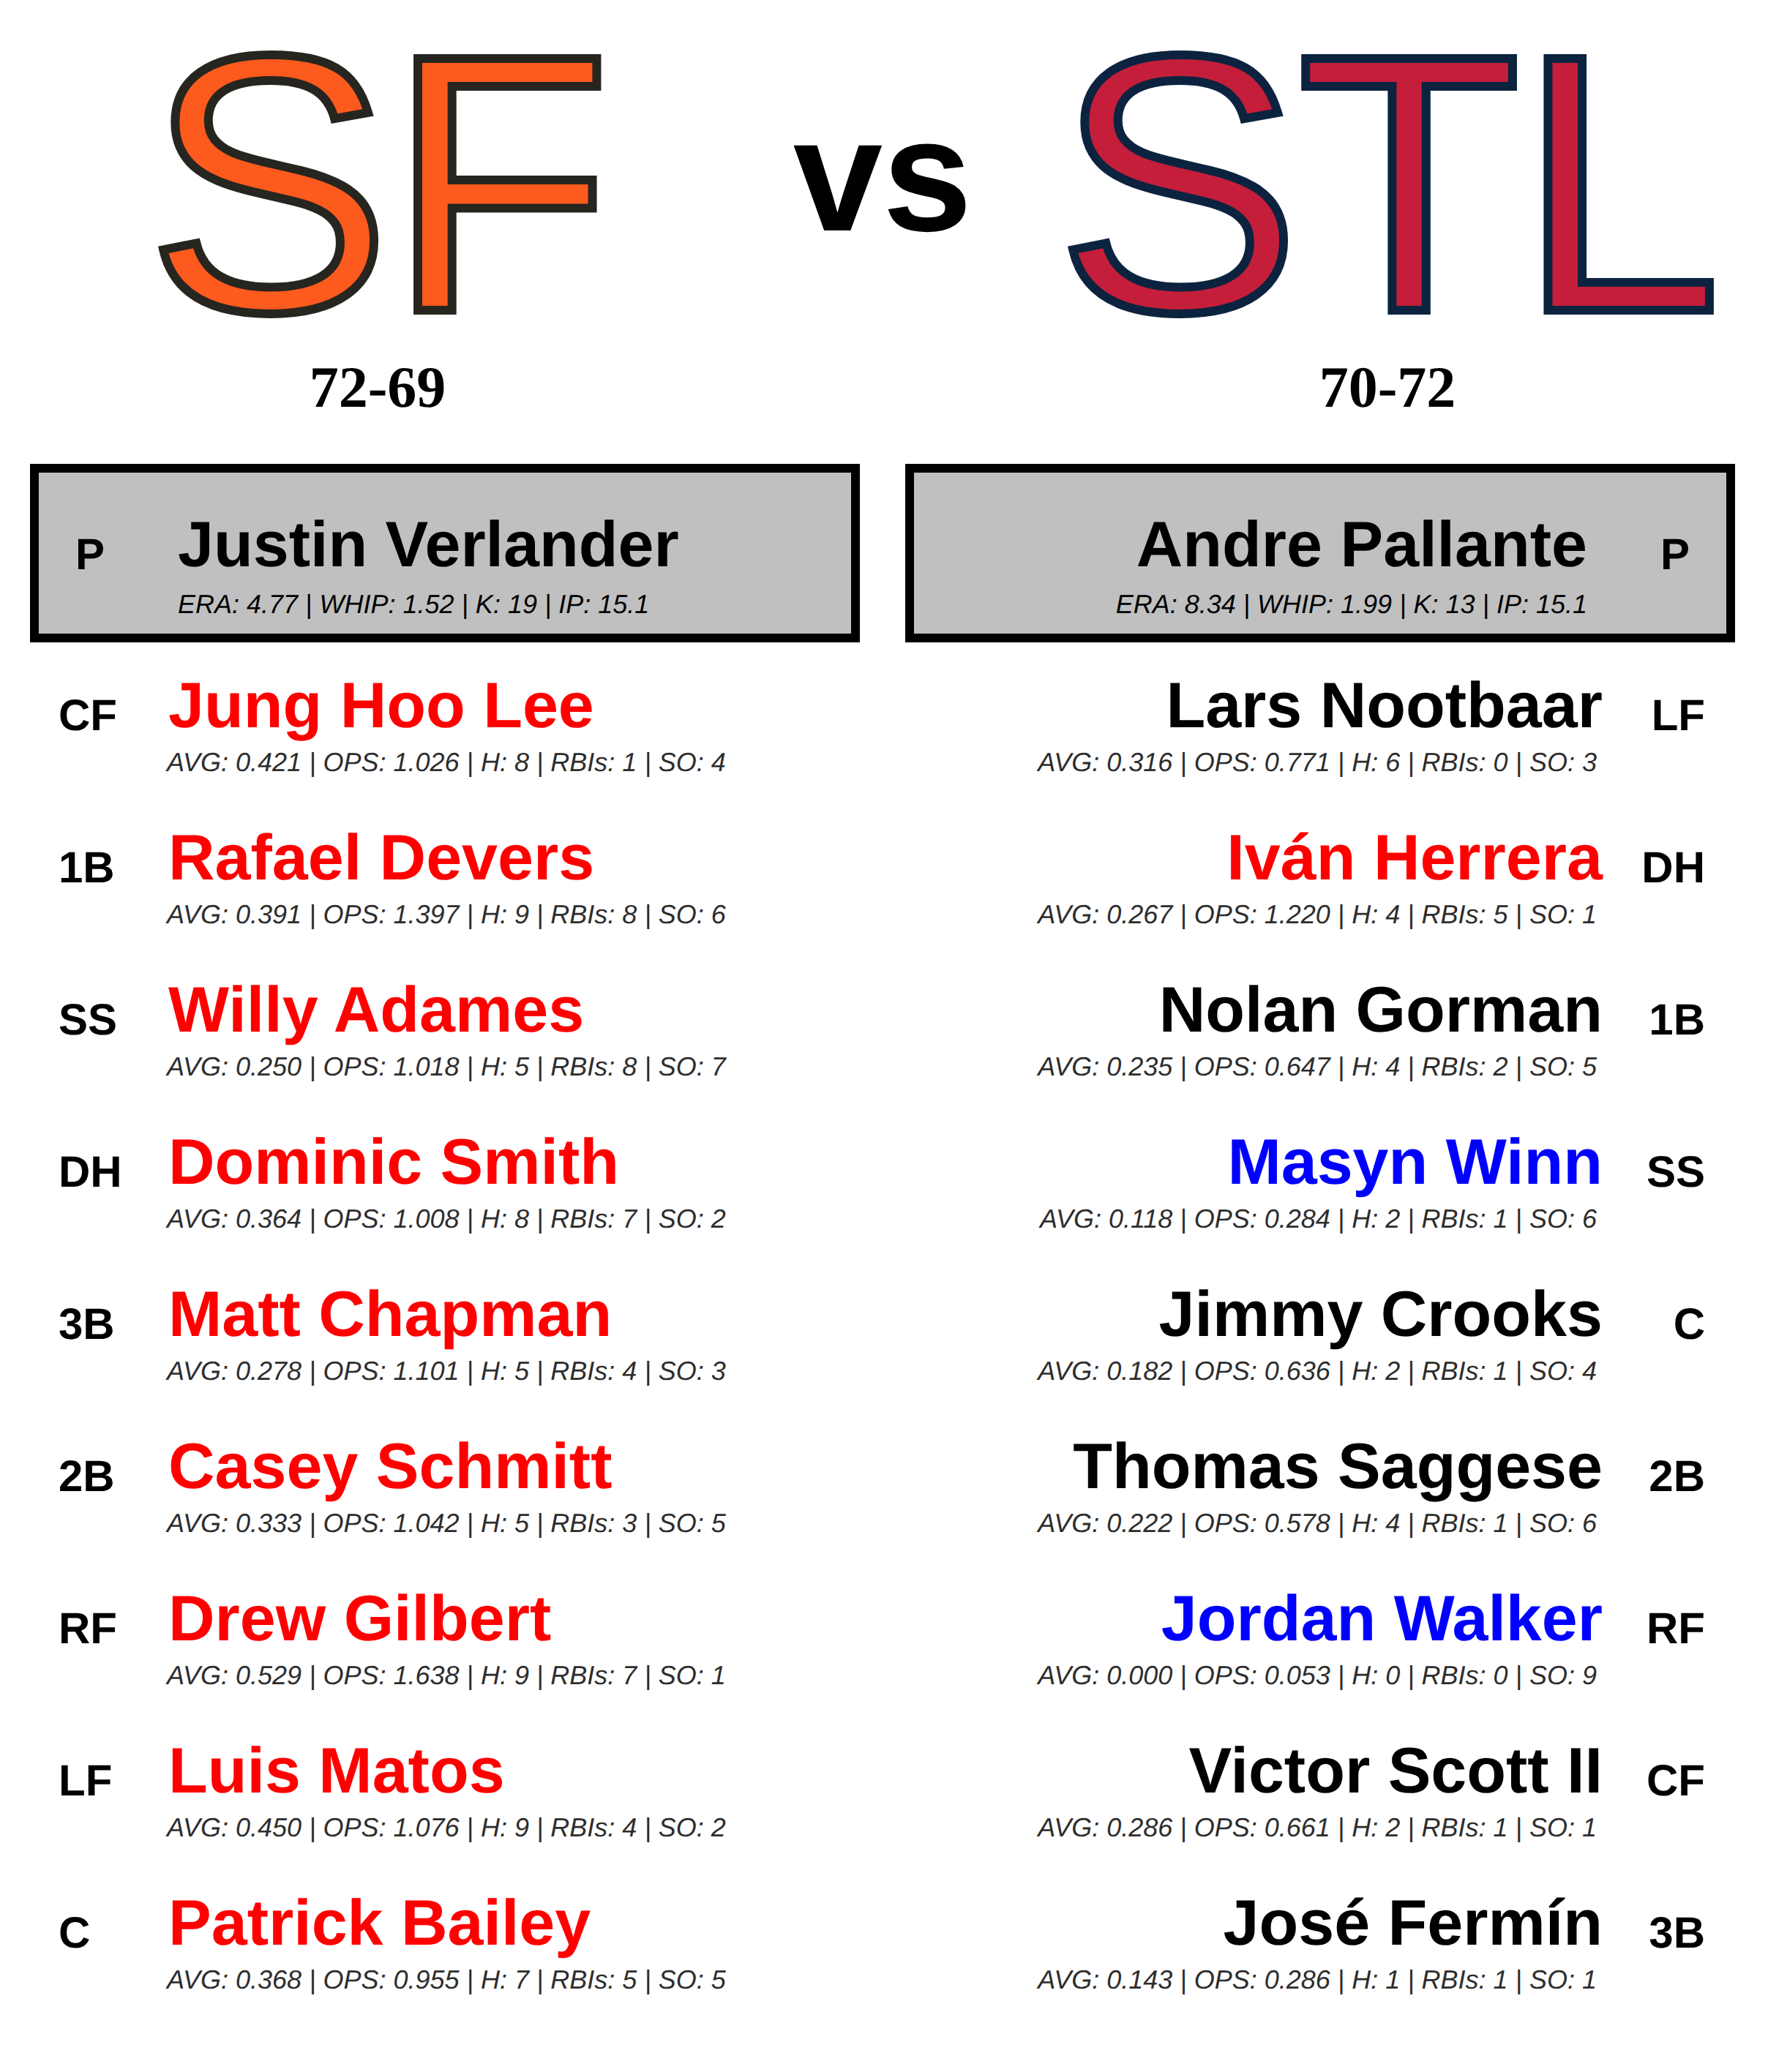 SF vs STL
72-69
70-72
P Justin Verlander
ERA: 4.77 | WHIP: 1.52 | K: 19 | IP: 15.1
Andre Pallante P
ERA: 8.34 | WHIP: 1.99 | K: 13 | IP: 15.1
CF Jung Hoo Lee
AVG: 0.421 | OPS: 1.026 | H: 8 | RBIs: 1 | SO: 4
1B Rafael Devers
AVG: 0.391 | OPS: 1.397 | H: 9 | RBIs: 8 | SO: 6
SS Willy Adames
AVG: 0.250 | OPS: 1.018 | H: 5 | RBIs: 8 | SO: 7
DH Dominic Smith
AVG: 0.364 | OPS: 1.008 | H: 8 | RBIs: 7 | SO: 2
3B Matt Chapman
AVG: 0.278 | OPS: 1.101 | H: 5 | RBIs: 4 | SO: 3
2B Casey Schmitt
AVG: 0.333 | OPS: 1.042 | H: 5 | RBIs: 3 | SO: 5
RF Drew Gilbert
AVG: 0.529 | OPS: 1.638 | H: 9 | RBIs: 7 | SO: 1
LF Luis Matos
AVG: 0.450 | OPS: 1.076 | H: 9 | RBIs: 4 | SO: 2
C Patrick Bailey
AVG: 0.368 | OPS: 0.955 | H: 7 | RBIs: 5 | SO: 5
Lars Nootbaar LF
AVG: 0.316 | OPS: 0.771 | H: 6 | RBIs: 0 | SO: 3
Iván Herrera DH
AVG: 0.267 | OPS: 1.220 | H: 4 | RBIs: 5 | SO: 1
Nolan Gorman 1B
AVG: 0.235 | OPS: 0.647 | H: 4 | RBIs: 2 | SO: 5
Masyn Winn SS
AVG: 0.118 | OPS: 0.284 | H: 2 | RBIs: 1 | SO: 6
Jimmy Crooks C
AVG: 0.182 | OPS: 0.636 | H: 2 | RBIs: 1 | SO: 4
Thomas Saggese 2B
AVG: 0.222 | OPS: 0.578 | H: 4 | RBIs: 1 | SO: 6
Jordan Walker RF
AVG: 0.000 | OPS: 0.053 | H: 0 | RBIs: 0 | SO: 9
Victor Scott II CF
AVG: 0.286 | OPS: 0.661 | H: 2 | RBIs: 1 | SO: 1
José Fermín 3B
AVG: 0.143 | OPS: 0.286 | H: 1 | RBIs: 1 | SO: 1